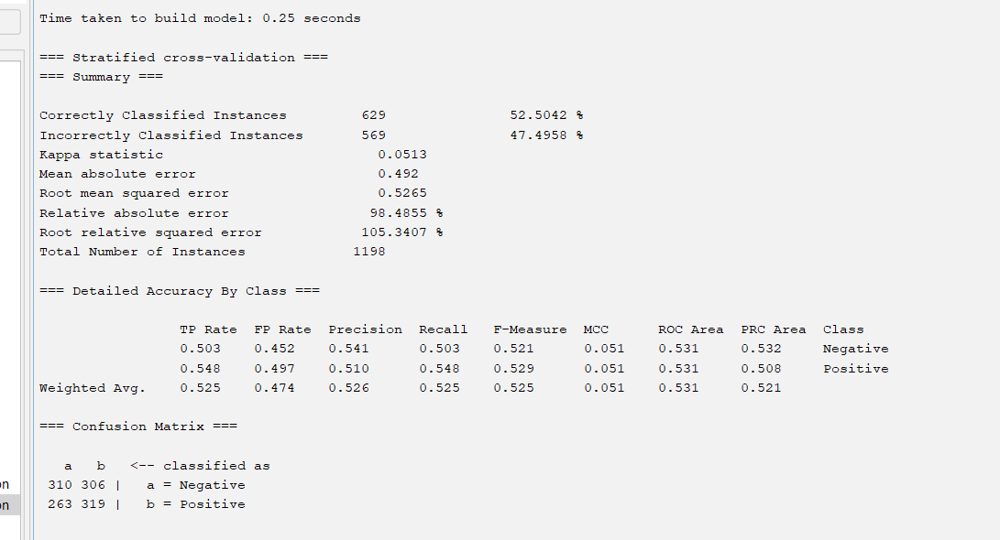 Time taken to build model: 0.25 seconds
=== Stratified cross-validation ===
=== Summary ===
Correctly Classified Instances         629               52.5042 %
Incorrectly Classified Instances       569               47.4958 %
Kappa statistic                          0.0513
Mean absolute error                      0.492
Root mean squared error                  0.5265
Relative absolute error                 98.4855 %
Root relative squared error            105.3407 %
Total Number of Instances             1198
=== Detailed Accuracy By Class ===
                 TP Rate  FP Rate  Precision  Recall   F-Measure  MCC      ROC Area  PRC Area  Class
                 0.503    0.452    0.541      0.503    0.521      0.051    0.531     0.532     Negative
                 0.548    0.497    0.510      0.548    0.529      0.051    0.531     0.508     Positive
Weighted Avg.    0.525    0.474    0.526      0.525    0.525      0.051    0.531     0.521
=== Confusion Matrix ===
   a   b   <-- classified as
 310 306 |   a = Negative
 263 319 |   b = Positive
on
on